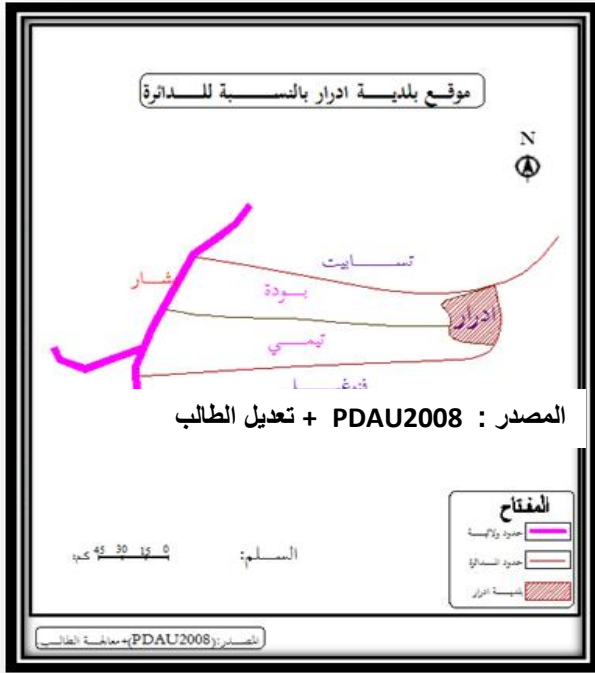 موقع بلدية ادرار بالنسبة للدائرة
N
تسابيت
بشار
بودة
ادرار
تيمي
المصدر : PDAU2008 + تعديل الطالب
المفتاح
حدود ولائية
حدود الدائرة
بلدية ادرار
السلم: 0 15 30 45 كم:
المصدر:(PDAU2008)+معالجة الطالب